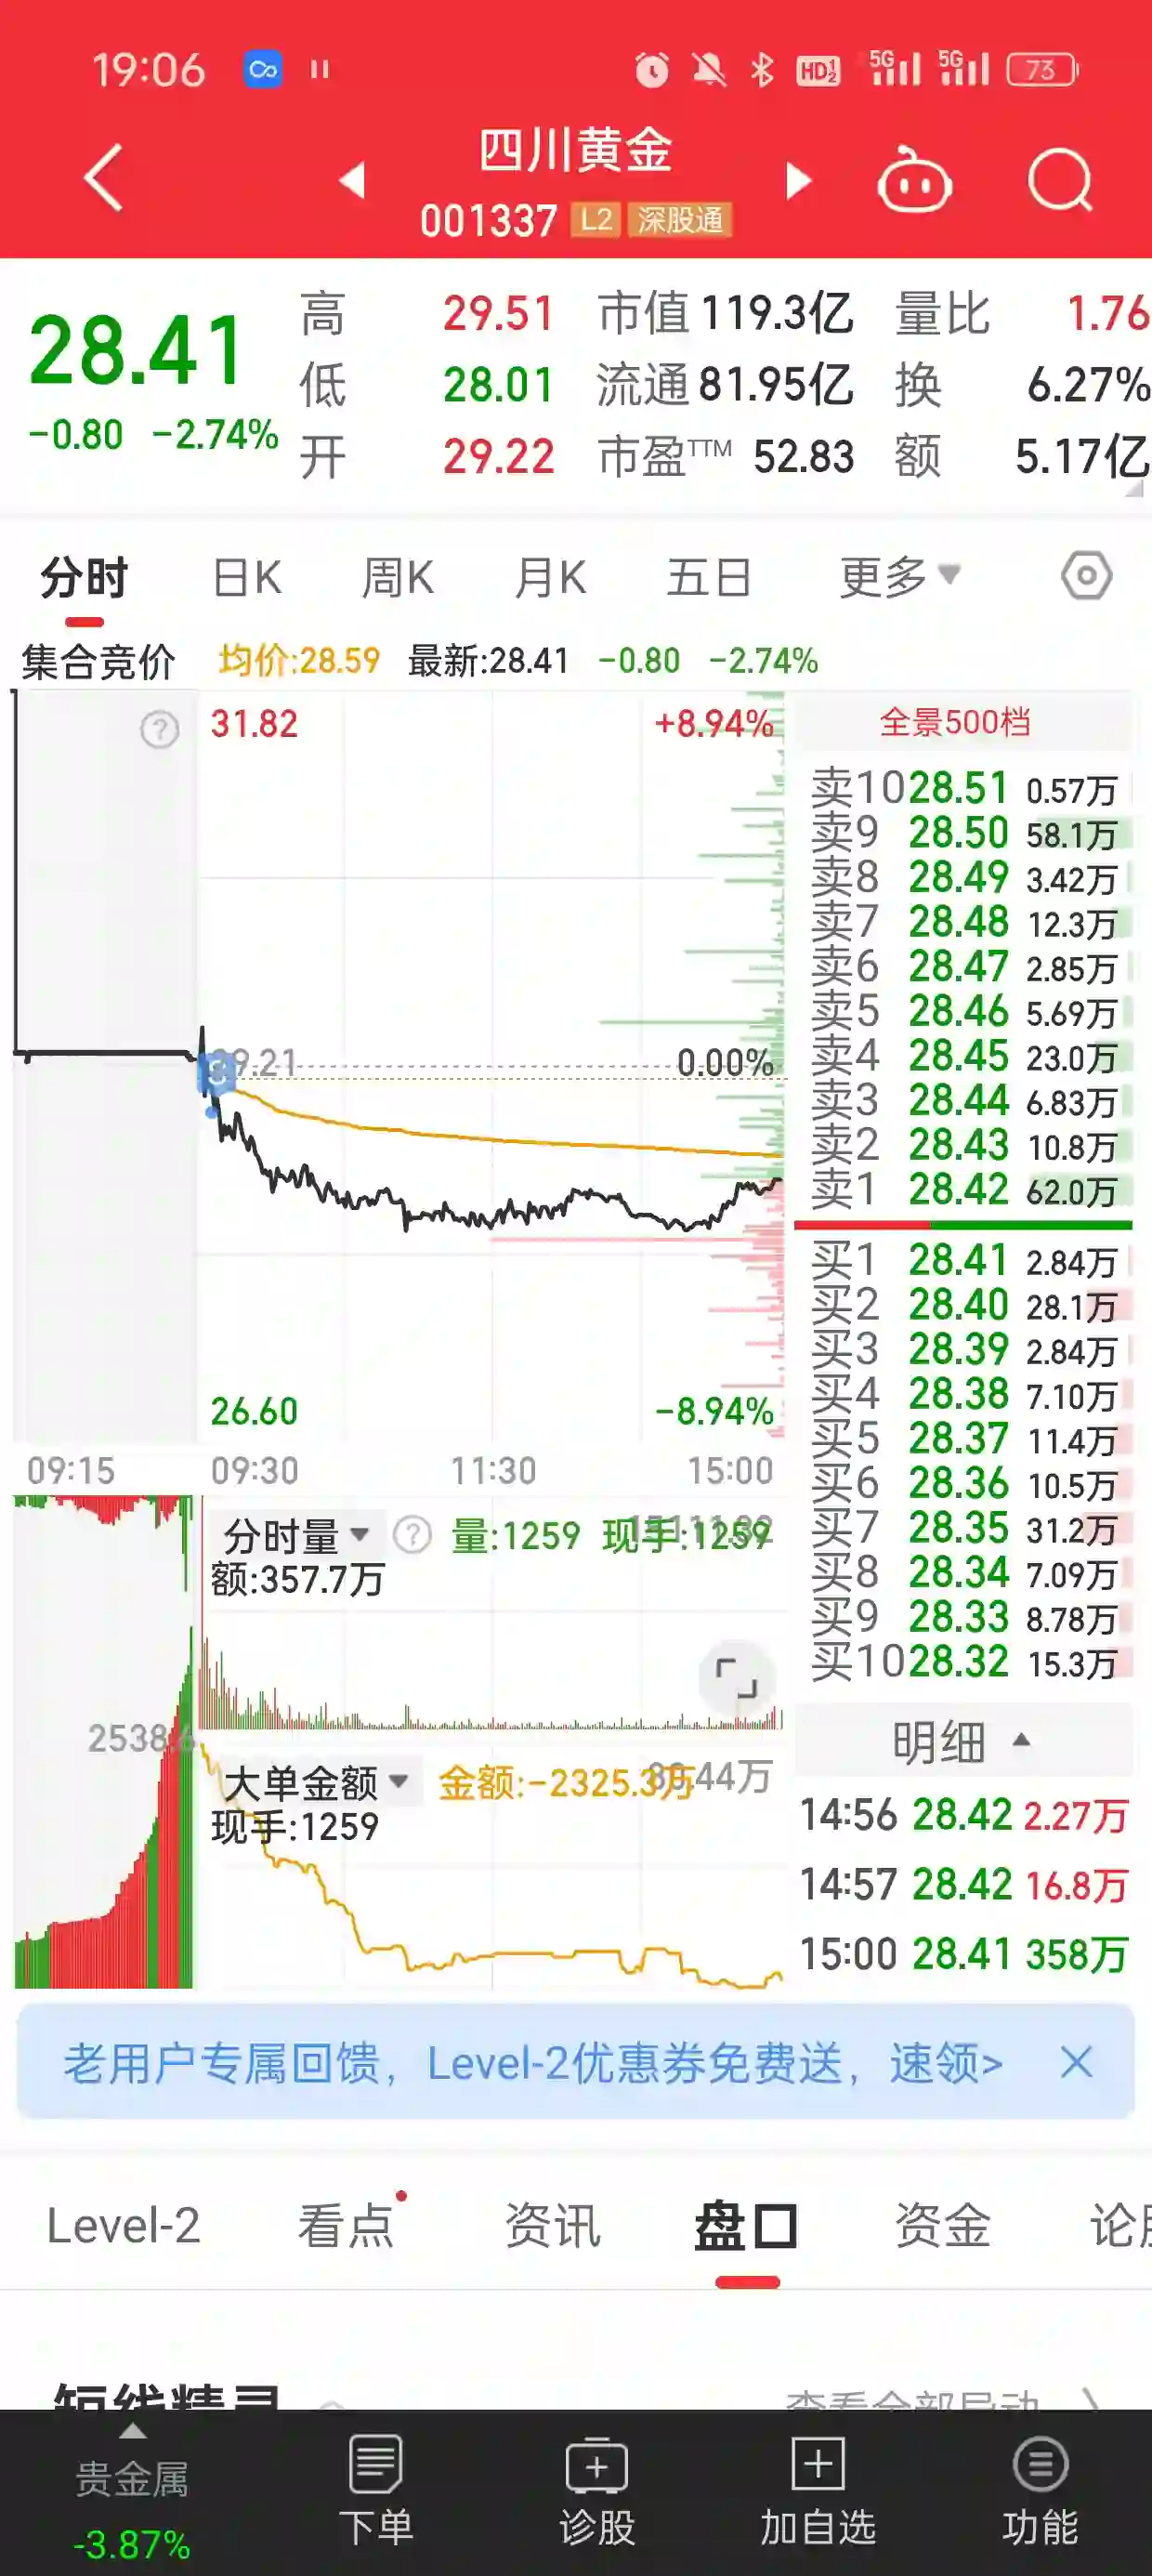 19:06
HD 1 2 5G 5G 73
四川黄金
001337 L2 深股通
28.41
-0.80 -2.74%
高 29.51 市值 119.3亿 量比 1.76
低 28.01 流通 81.95亿 换 6.27%
开 29.22 市盈TTM 52.83 额 5.17亿
分时 日K 周K 月K 五日 更多
集合竞价 均价:28.59 最新:28.41 -0.80 -2.74%
31.82 +8.94%
0.00%
26.60 -8.94%
09:15 09:30 11:30 15:00
全景500档
卖10 28.51 0.57万
卖9 28.50 58.1万
卖8 28.49 3.42万
卖7 28.48 12.3万
卖6 28.47 2.85万
卖5 28.46 5.69万
卖4 28.45 23.0万
卖3 28.44 6.83万
卖2 28.43 10.8万
卖1 28.42 62.0万
买1 28.41 2.84万
买2 28.40 28.1万
买3 28.39 2.84万
买4 28.38 7.10万
买5 28.37 11.4万
买6 28.36 10.5万
买7 28.35 31.2万
买8 28.34 7.09万
买9 28.33 8.78万
买10 28.32 15.3万
分时量 ? 量:1259 现手:1259
额:357.7万
大单金额 金额:-2325.3万
现手:1259
明细
14:56 28.42 2.27万
14:57 28.42 16.8万
15:00 28.41 358万
老用户专属回馈，Level-2优惠券免费送，速领>
Level-2 看点 资讯 盘口 资金
短线精灵
贵金属
-3.87%
下单 诊股 加自选 功能